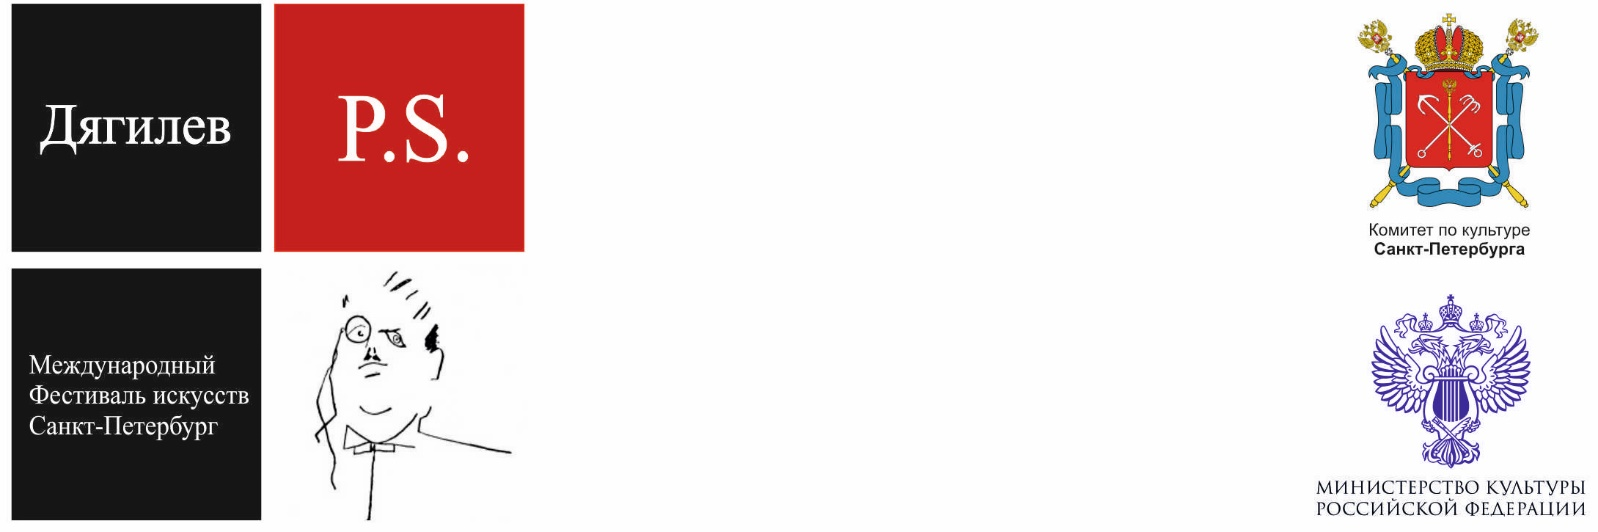 Дягилев
P.S.
Международный
Фестиваль искусств
Санкт-Петербург
Комитет по культуре
Санкт-Петербурга
МИНИСТЕРСТВО КУЛЬТУРЫ
РОССИЙСКОЙ ФЕДЕРАЦИИ